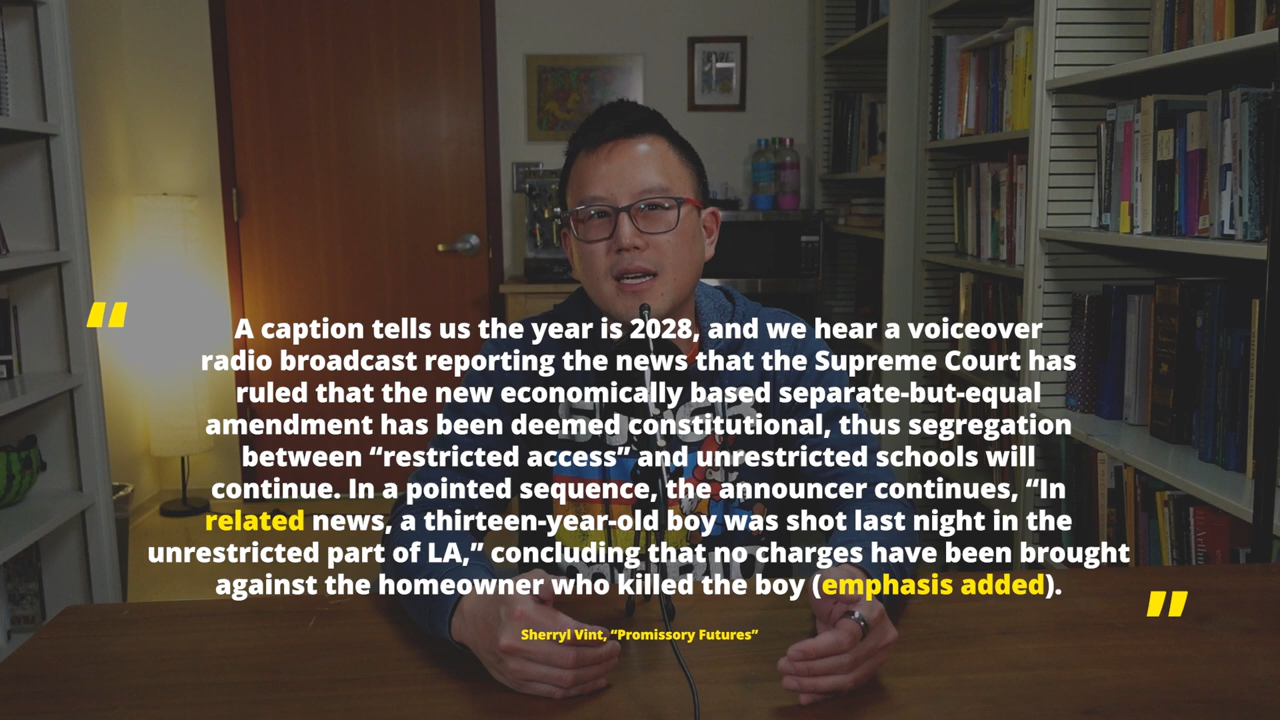 “
A caption tells us the year is 2028, and we hear a voiceover
radio broadcast reporting the news that the Supreme Court has
ruled that the new economically based separate-but-equal
amendment has been deemed constitutional, thus segregation
between “restricted access” and unrestricted schools will
continue. In a pointed sequence, the announcer continues, “In
related news, a thirteen-year-old boy was shot last night in the
unrestricted part of LA,” concluding that no charges have been brought
against the homeowner who killed the boy (emphasis added).
”
Sherryl Vint, “Promissory Futures”